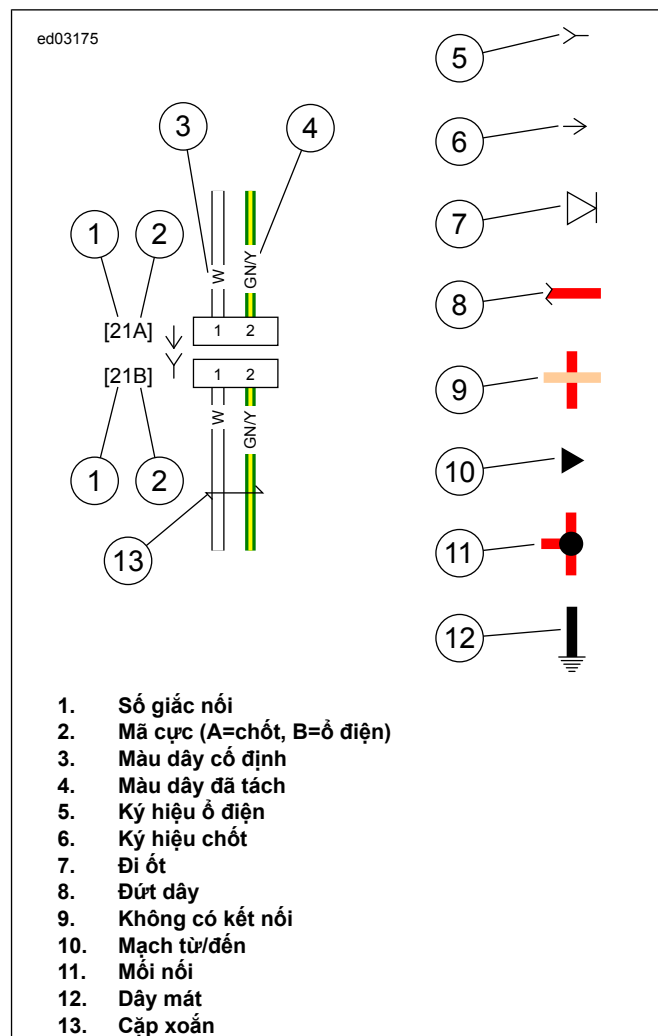 ed03175
5
3
4
6
1
2
7
W
GN/Y
8
[21A]
1 2
[21B]
1 2
9
W
GN/Y
10
1
2
13
11
12
1. Số giắc nối
2. Mã cực (A=chốt, B=ổ điện)
3. Màu dây cố định
4. Màu dây đã tách
5. Ký hiệu ổ điện
6. Ký hiệu chốt
7. Đi ốt
8. Đứt dây
9. Không có kết nối
10. Mạch từ/đến
11. Mối nối
12. Dây mát
13. Cặp xoắn